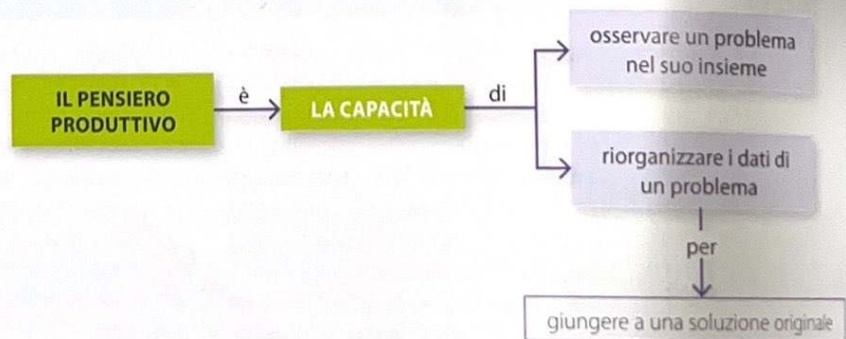 IL PENSIERO
PRODUTTIVO
è
LA CAPACITÀ
di
osservare un problema
nel suo insieme
riorganizzare i dati di
un problema
per
giungere a una soluzione originale